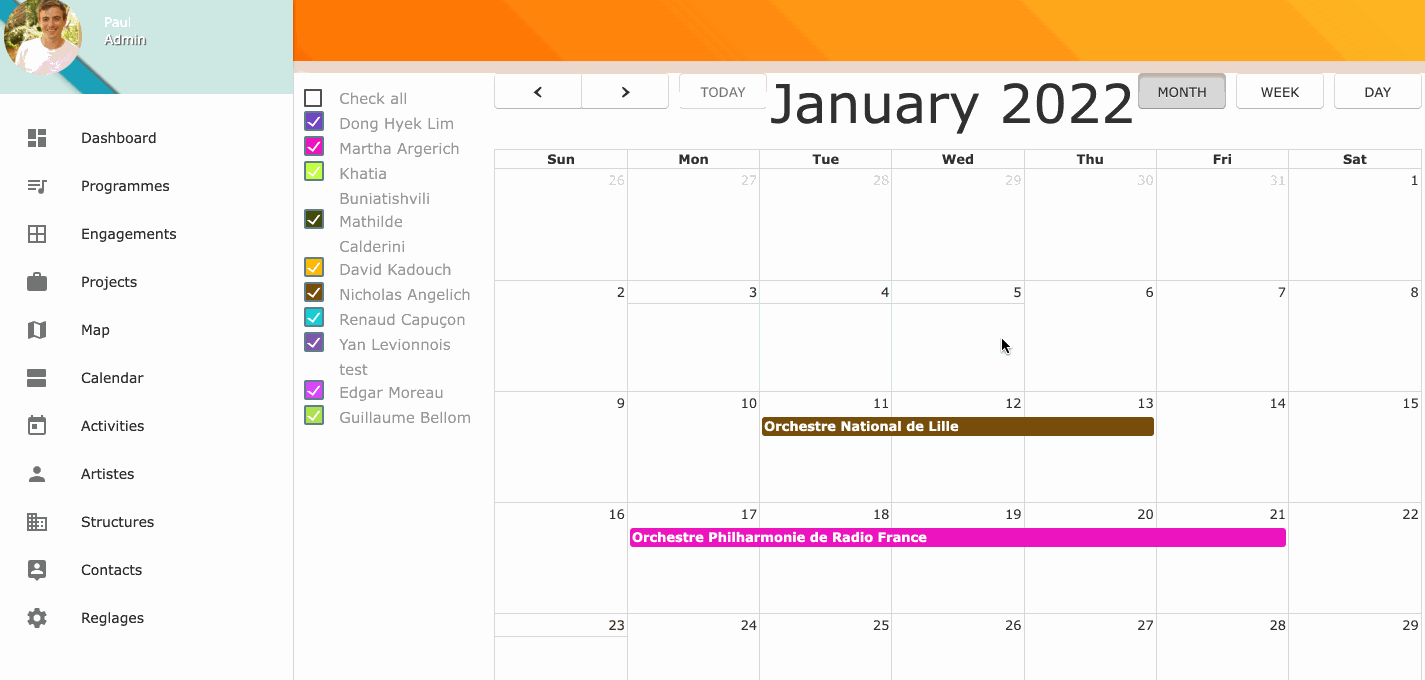 Paul
Admin
Dashboard
Programmes
Engagements
Projects
Map
Calendar
Activities
Artistes
Structures
Contacts
Reglages
Check all
Dong Hyek Lim
Martha Argerich
Khatia
Buniatishvili
Mathilde
Calderini
David Kadouch
Nicholas Angelich
Renaud Capuçon
Yan Levionnois
test
Edgar Moreau
Guillaume Bellom
TODAY January 2022 MONTH WEEK DAY
Sun Mon Tue Wed Thu Fri Sat
26 27 28 29 30 31 1
2 3 4 5 6 7 8
9 10 11 12 13 14 15
Orchestre National de Lille
16 17 18 19 20 21 22
Orchestre Philharmonie de Radio France
23 24 25 26 27 28 29